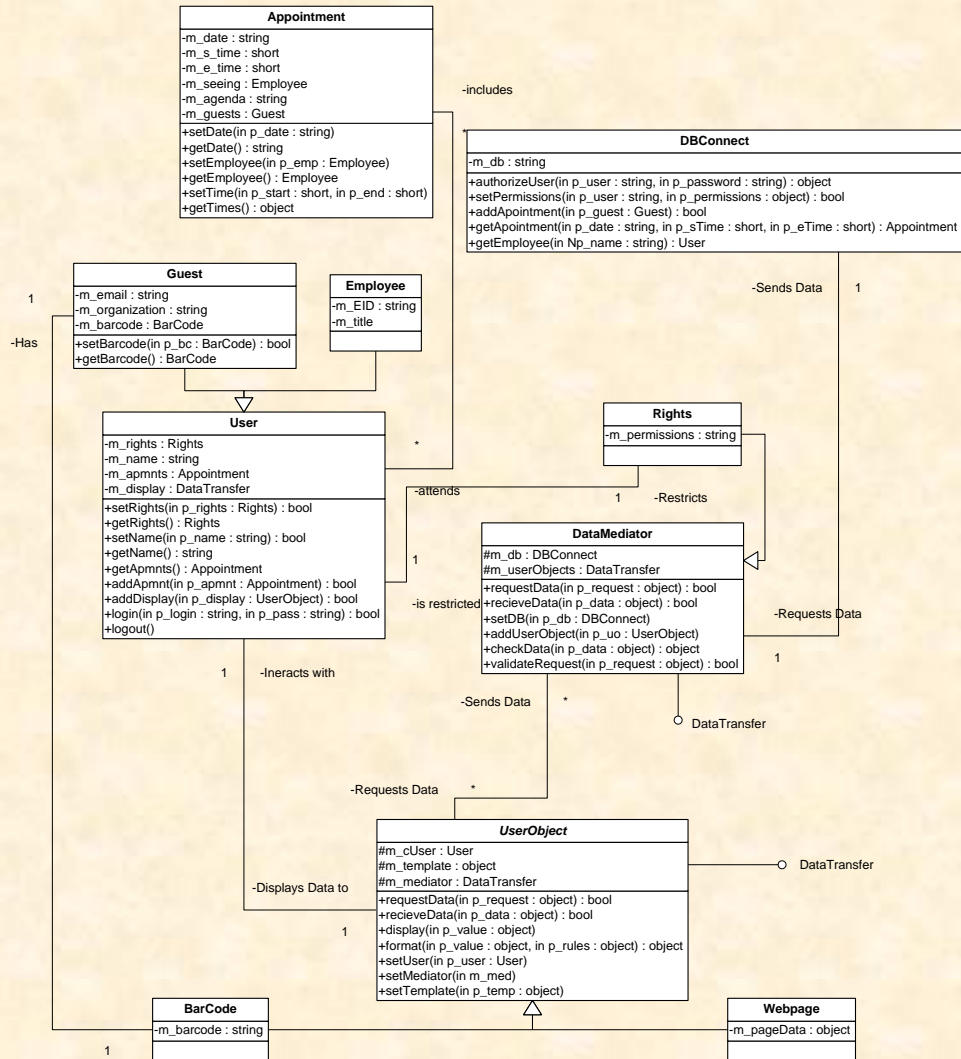 Appointment
-m_date : string
-m_s_time : short
-m_e_time : short
-m_seeing : Employee
-m_agenda : string
-m_guests : Guest
+setDate(in p_date : string)
+getDate() : string
+setEmployee(in p_emp : Employee)
+getEmployee() : Employee
+setTime(in p_start : short, in p_end : short)
+getTimes() : object
-includes
*
DBConnect
-m_db : string
+authorizeUser(in p_user : string, in p_password : string) : object
+setPermissions(in p_user : string, in p_permissions : object) : bool
+addApointment(in p_guest : Guest) : bool
+getApointment(in p_date : string, in p_sTime : short, in p_eTime : short) : Appointment
+getEmployee(in Np_name : string) : User
-Sends Data
1
Guest
-m_email : string
-m_organization : string
-m_barcode : BarCode
+setBarcode(in p_bc : BarCode) : bool
+getBarcode() : BarCode
1
-Has
Employee
-m_EID : string
-m_title
User
-m_rights : Rights
-m_name : string
-m_apmnts : Appointment
-m_display : DataTransfer
+setRights(in p_rights : Rights) : bool
+getRights() : Rights
+setName(in p_name : string) : bool
+getName() : string
+getApmnts() : Appointment
+addApmnt(in p_apmnt : Appointment) : bool
+addDisplay(in p_display : UserObject) : bool
+login(in p_login : string, in p_pass : string) : bool
+logout()
*
-attends
1
Rights
-m_permissions : string
1
-Restricts
DataMediator
#m_db : DBConnect
#m_userObjects : DataTransfer
+requestData(in p_request : object) : bool
+recieveData(in p_data : object) : bool
+setDB(in p_db : DBConnect)
+addUserObject(in p_uo : UserObject)
+checkData(in p_data : object) : object
+validateRequest(in p_request : object) : bool
-is restricted
-Requests Data
1
1
-Ineracts with
-Sends Data
*
DataTransfer
-Requests Data
*
UserObject
#m_cUser : User
#m_template : object
#m_mediator : DataTransfer
+requestData(in p_request : object) : bool
+recieveData(in p_data : object) : bool
+display(in p_value : object)
+format(in p_value : object, in p_rules : object) : object
+setUser(in p_user : User)
+setMediator(in m_med)
+setTemplate(in p_temp : object)
DataTransfer
-Displays Data to
1
BarCode
-m_barcode : string
1
Webpage
-m_pageData : object